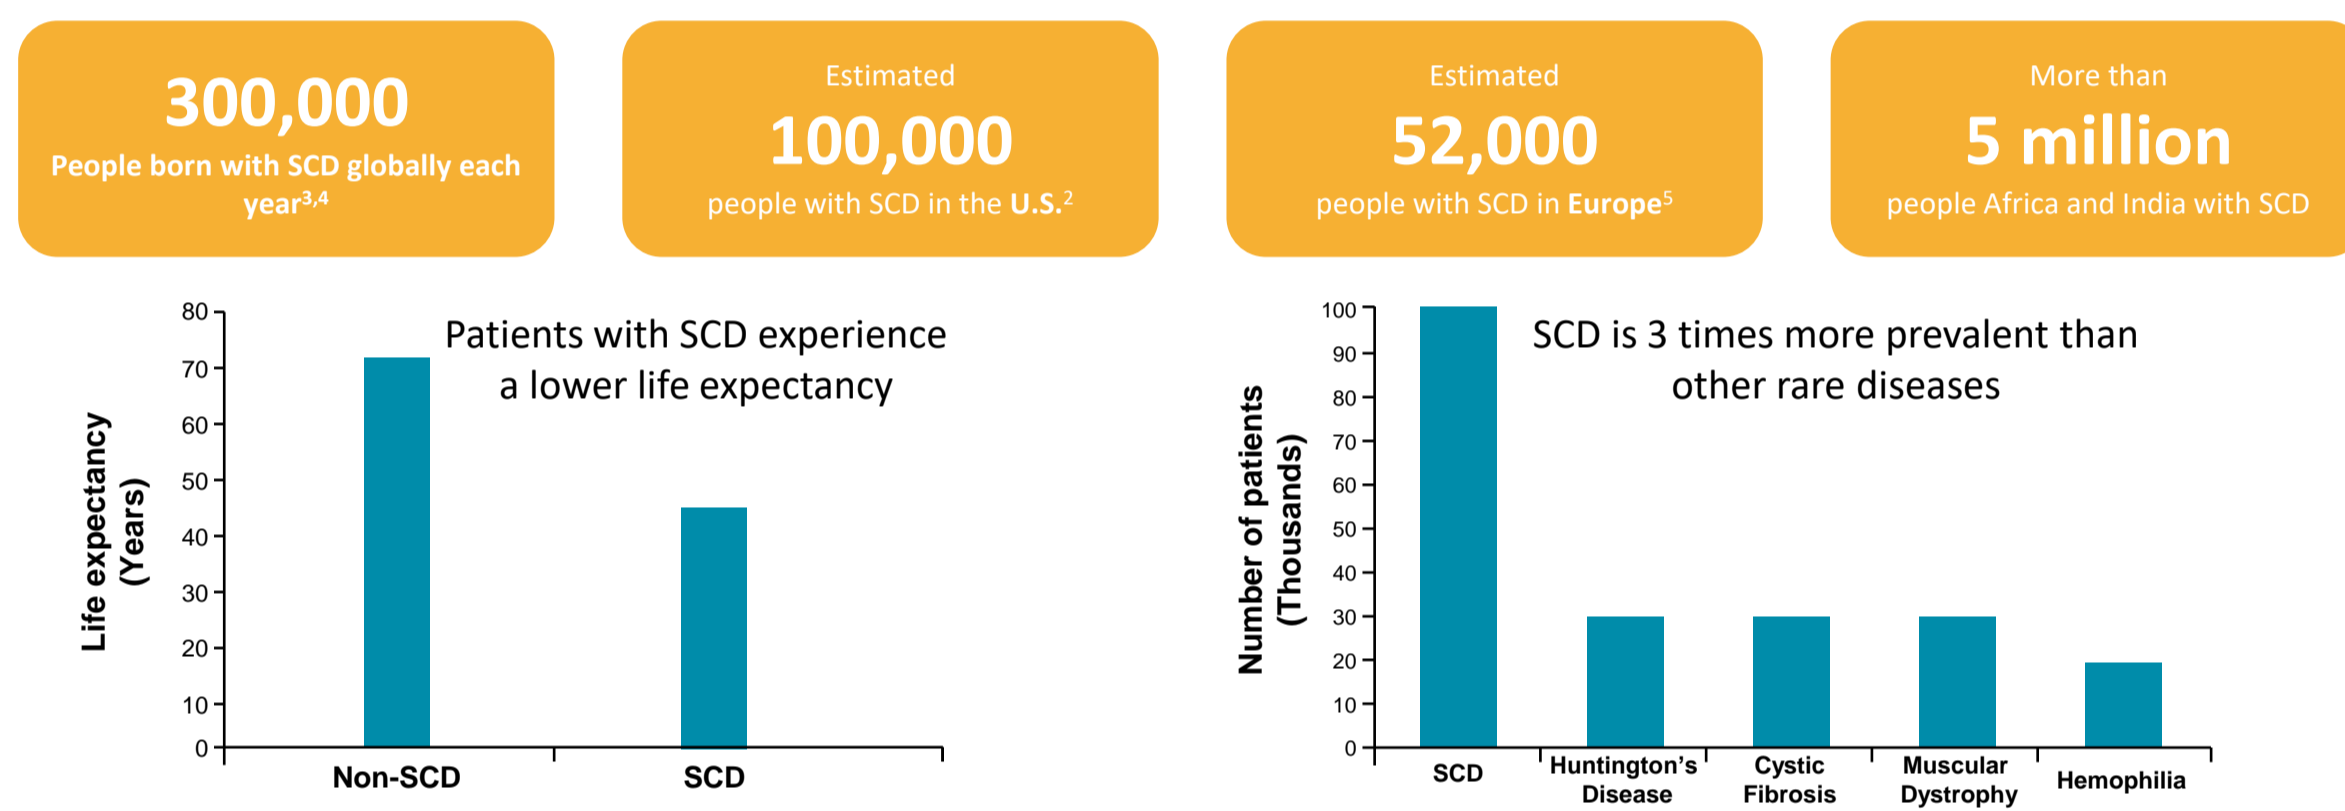 300,000
People born with SCD globally each
year3,4
Estimated
100,000
people with SCD in the U.S.2
Estimated
52,000
people with SCD in Europe5
More than
5 million
people Africa and India with SCD
Patients with SCD experience
a lower life expectancy
Life expectancy
(Years)
80
70
60
50
40
30
20
10
0
Non-SCD
SCD
SCD is 3 times more prevalent than
other rare diseases
Number of patients
(Thousands)
100
90
80
70
60
50
40
30
20
10
0
SCD
Huntington’s
Disease
Cystic
Fibrosis
Muscular
Dystrophy
Hemophilia